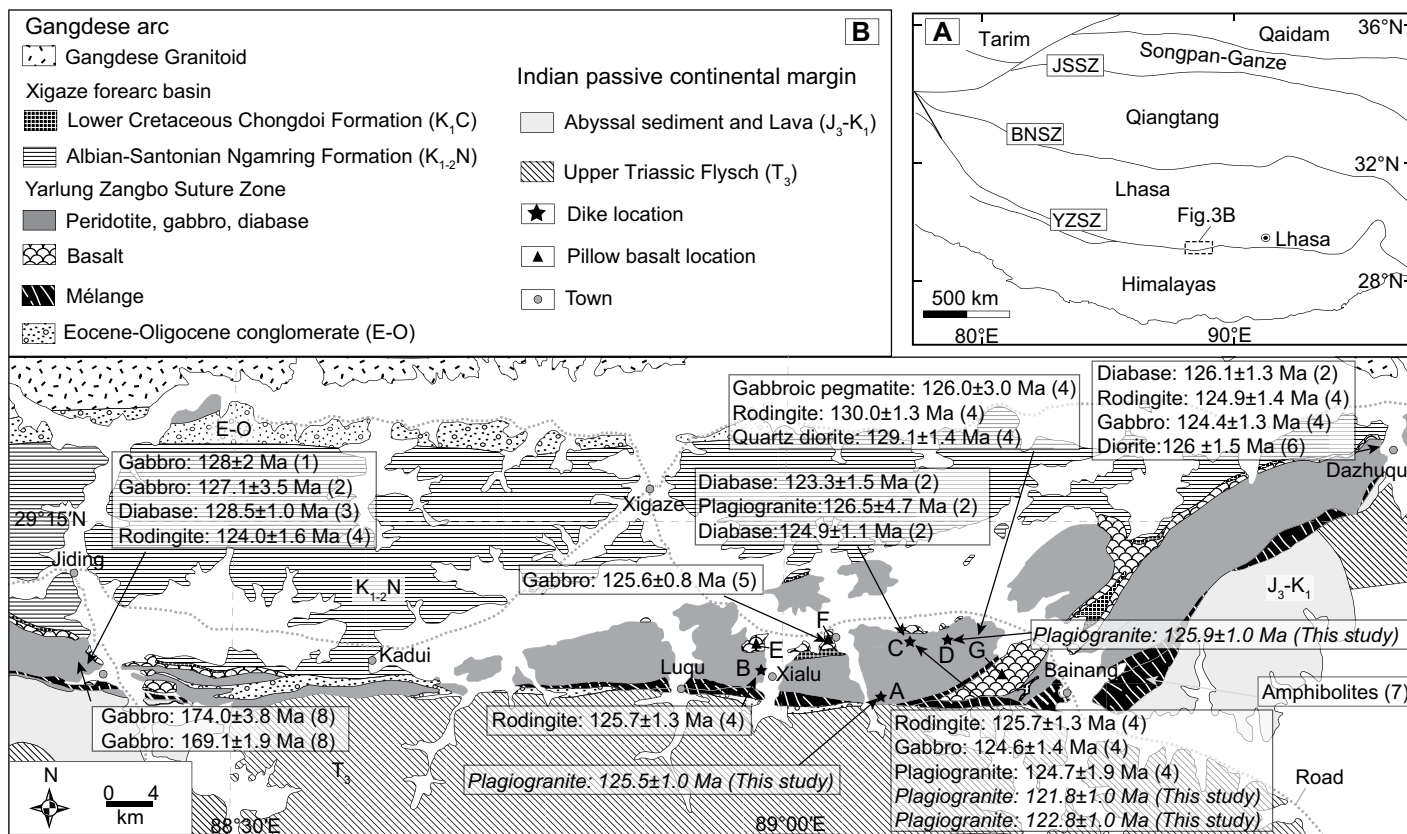 Gangdese arc
Gangdese Granitoid
Xigaze forearc basin
Lower Cretaceous Chongdoi Formation (K₁C)
Albian-Santonian Ngamring Formation (K₁₋₂N)
Yarlung Zangbo Suture Zone
Peridotite, gabbro, diabase
Basalt
Mélange
Eocene-Oligocene conglomerate (E-O)
B
Indian passive continental margin
Abyssal sediment and Lava (J₃-K₁)
Upper Triassic Flysch (T₃)
Dike location
Pillow basalt location
Town
A
Tarim
Qaidam
36°N
Songpan-Ganze
JSSZ
Qiangtang
BNSZ
32°N
Lhasa
YZSZ
Fig.3B
Lhasa
Himalayas
28°N
500 km
80°E
90°E
E-O
Gabbroic pegmatite: 126.0±3.0 Ma (4)
Rodingite: 130.0±1.3 Ma (4)
Quartz diorite: 129.1±1.4 Ma (4)
Diabase: 126.1±1.3 Ma (2)
Rodingite: 124.9±1.4 Ma (4)
Gabbro: 124.4±1.3 Ma (4)
Diorite:126 ±1.5 Ma (6)
Dazhuqu
Gabbro: 128±2 Ma (1)
Gabbro: 127.1±3.5 Ma (2)
Diabase: 128.5±1.0 Ma (3)
Rodingite: 124.0±1.6 Ma (4)
29°15′N
Xigaze
Diabase: 123.3±1.5 Ma (2)
Plagiogranite: 126.5±4.7 Ma (2)
Diabase:124.9±1.1 Ma (2)
Jiding
K₁₋₂N
Gabbro: 125.6±0.8 Ma (5)
J₃-K₁
F
E
C
D
G
Plagiogranite: 125.9±1.0 Ma (This study)
Kadui
Luqu
B
Xialu
A
Bainang
Amphibolites (7)
Gabbro: 174.0±3.8 Ma (8)
Gabbro: 169.1±1.9 Ma (8)
Rodingite: 125.7±1.3 Ma (4)
Rodingite: 125.7±1.3 Ma (4)
Gabbro: 124.6±1.4 Ma (4)
Plagiogranite: 124.7±1.9 Ma (4)
Plagiogranite: 121.8±1.0 Ma (This study)
Plagiogranite: 122.8±1.0 Ma (This study)
Plagiogranite: 125.5±1.0 Ma (This study)
T₃
Road
N
0 4
km
88°30′E
89°00′E